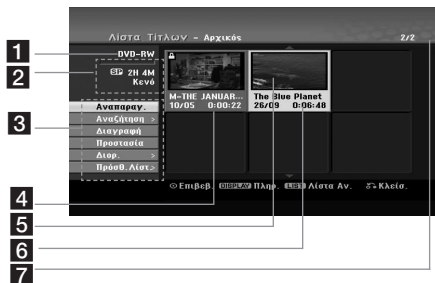 Λίστα Τίτλων - Αρχικός 2/2
1 DVD-RW
2 SP 2H 4M
Κενό
M-THE JANUAR... The Blue Planet
10/05 0:00:22 26/09 0:06:48
3 Αναπαραγ.
Αναζήτηση >
Διαγραφή
Προστασία
Διορ. >
Πρόσθ.Λίστ.>
Επιβεβ. DISPLAY Πληρ. LIST Λίστα Αν. Κλείσ.
4
5
6
7